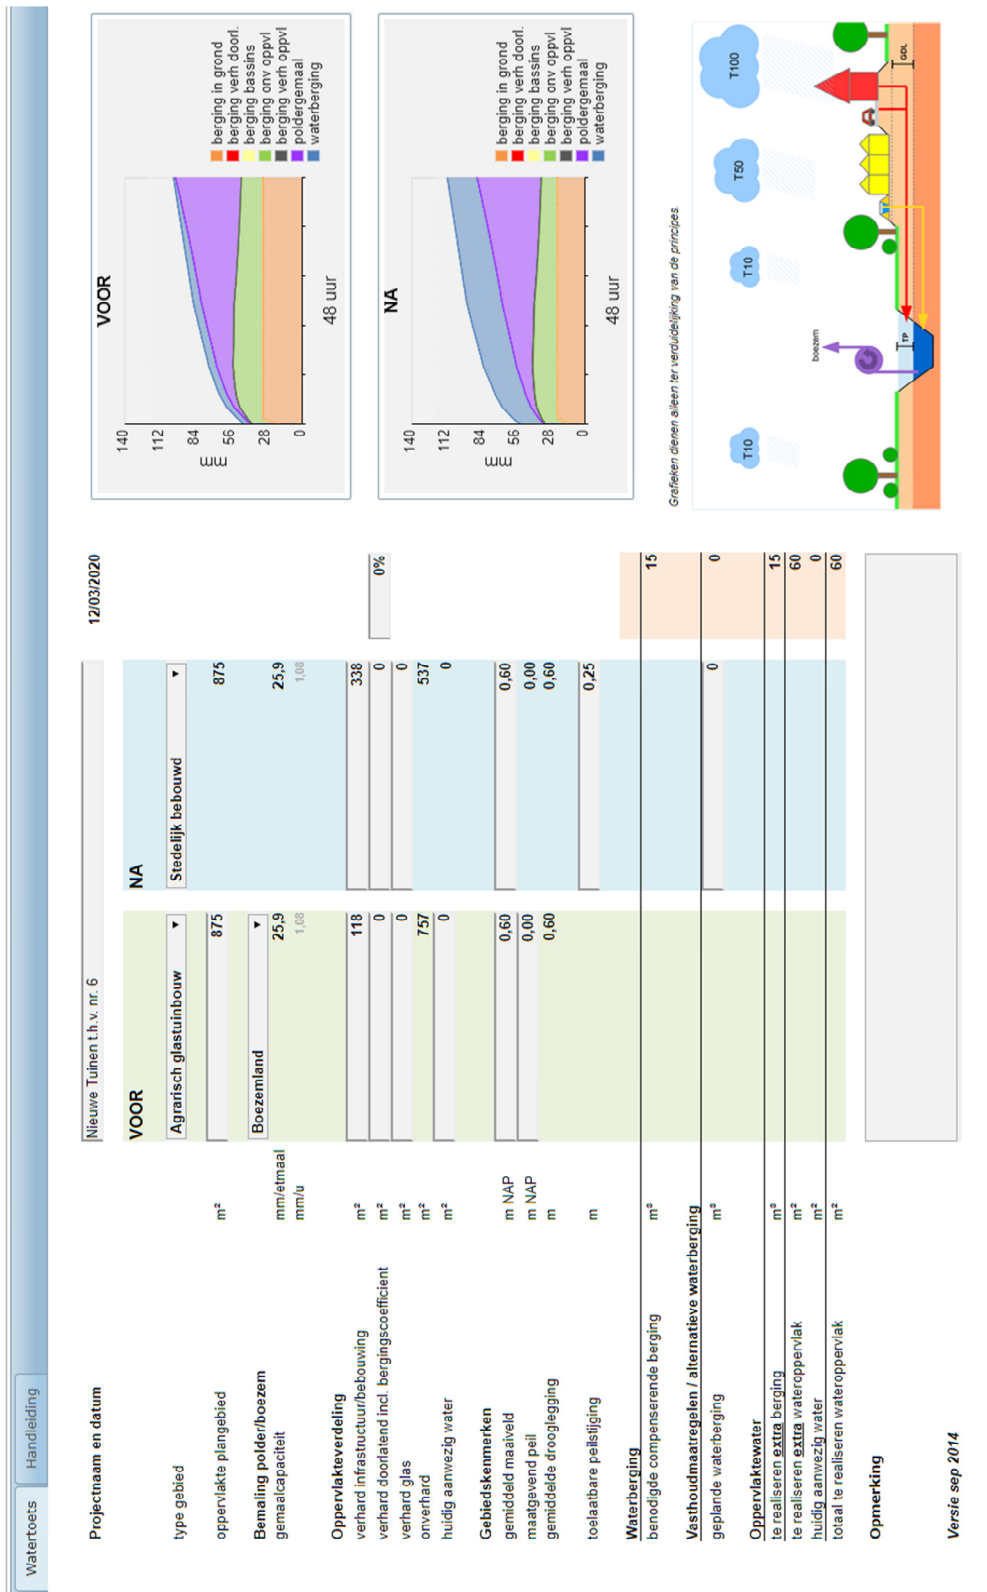 Watertoets Handleiding
Projectnaam en datum Nieuwe Tuinen t.h.v. nr. 6 12/03/2020
VOOR NA
type gebied Agrarisch glastuinbouw Stedelijk bebouwd
oppervlakte plangebied m² 875 875
Bemaling polder/boezem Boezemland
gemaalcapaciteit mm/etmaal 25,9 25,9
mm/u 1,08 1,08
Oppervlakteverdeling
verhard infrastructuur/bebouwing m² 118 338
verhard doorlatend incl. bergingscoefficient m² 0 0 0%
verhard glas m² 0 0
onverhard m² 757 537
huidig aanwezig water m² 0 0
Gebiedskenmerken
gemiddeld maaiveld m NAP 0,60 0,60
maatgevend peil m NAP 0,00 0,00
gemiddelde drooglegging m 0,60 0,60
toelaatbare peilstijging m 0,25
Waterberging
benodigde compenserende berging m³ 15
Vasthoudmaatregelen / alternatieve waterberging
geplande waterberging m³ 0 0
Oppervlaktewater
te realiseren extra berging m³ 15
te realiseren extra wateroppervlak m² 60
huidig aanwezig water m² 0
totaal te realiseren wateroppervlak m² 60
Opmerking
Versie sep 2014
VOOR
140
112
84
56
28
0
mm
48 uur
berging in grond
berging verh doorl.
berging bassins
berging onv oppvl
berging verh oppvl
poldergemaal
waterberging
NA
140
112
84
56
28
0
mm
48 uur
berging in grond
berging verh doorl.
berging bassins
berging onv oppvl
berging verh oppvl
poldergemaal
waterberging
Grafieken dienen alleen ter verduidelijking van de principes.
T10 T10 T50 T100
boezem
TP
GDL